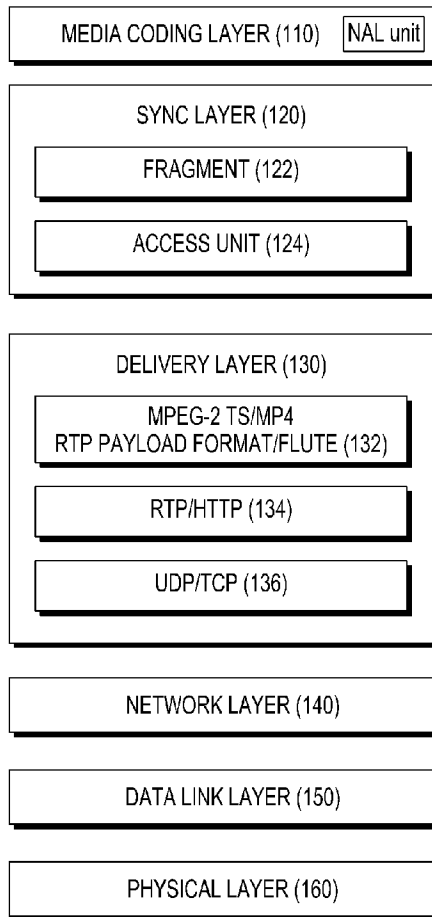 MEDIA CODING LAYER (110) NAL unit
SYNC LAYER (120)
FRAGMENT (122)
ACCESS UNIT (124)
DELIVERY LAYER (130)
MPEG-2 TS/MP4
RTP PAYLOAD FORMAT/FLUTE (132)
RTP/HTTP (134)
UDP/TCP (136)
NETWORK LAYER (140)
DATA LINK LAYER (150)
PHYSICAL LAYER (160)